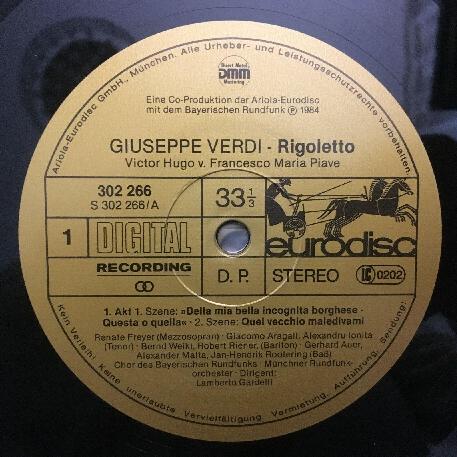 Ariola-Eurodisc GmbH., München. Alle Urheber- und Leistungsschutzrechte vorbehalten.
Direct Metal
DMM
Mastering
Eine Co-Produktion der Ariola-Eurodisc
mit dem Bayerischen Rundfunk ℗ 1984
GIUSEPPE VERDI - Rigoletto
Victor Hugo v. Francesco Maria Piave
302 266
S 302 266/A
33 1/3
1
DIGITAL
RECORDING
eurodisc
D. P.
STEREO
LC 0202
1. Akt 1. Szene: »Della mia bella incognita borghese -
Questa o quella« · 2. Szene: Quel vecchio maledivami
Renate Freyer (Mezzosopran) · Giacomo Aragall, Alexandru Ionita
(Tenor) · Bernd Weikl, Robert Riener, (Bariton) · Gerhard Auer,
Alexander Malta, Jan-Hendrik Rootering (Baß)
Chor des Bayerischen Rundfunks · Münchner Rundfunk-
orchester · Dirigent:
Lamberto Gardelli
Kein Verleih! Keine unerlaubte Vervielfältigung, Vermietung, Aufführung, Sendung!